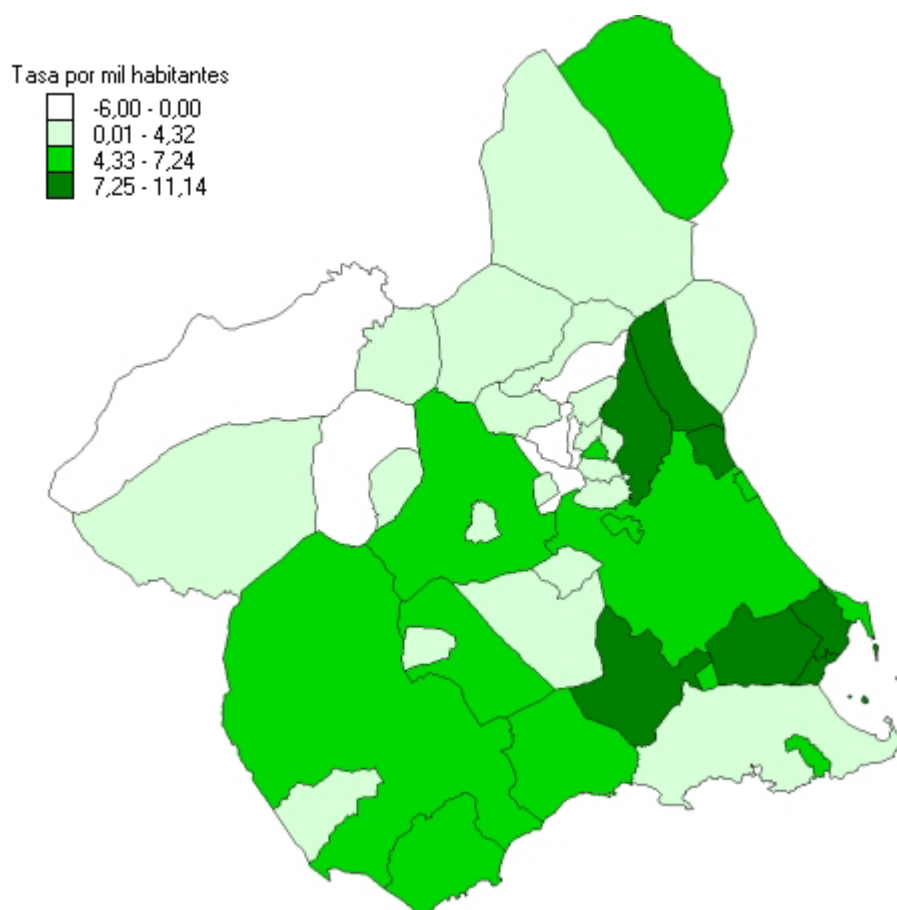 Tasa por mil habitantes
-6,00 - 0,00
0,01 - 4,32
4,33 - 7,24
7,25 - 11,14